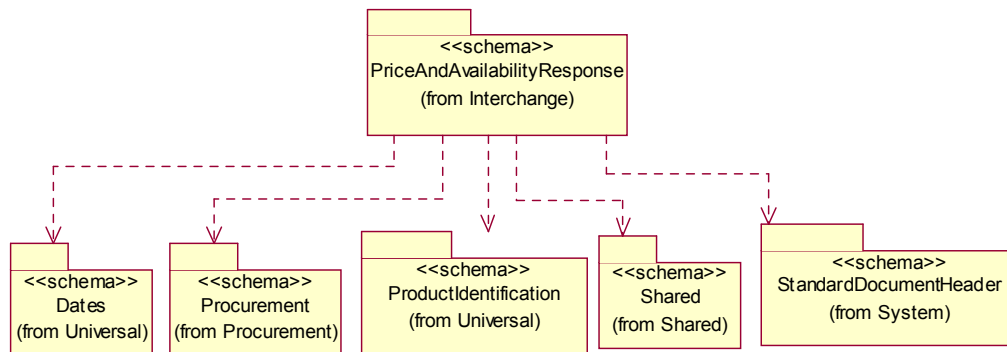 <<schema>>
PriceAndAvailabilityResponse
(from Interchange)
<<schema>>
Dates
(from Universal)
<<schema>>
Procurement
(from Procurement)
<<schema>>
ProductIdentification
(from Universal)
<<schema>>
Shared
(from Shared)
<<schema>>
StandardDocumentHeader
(from System)